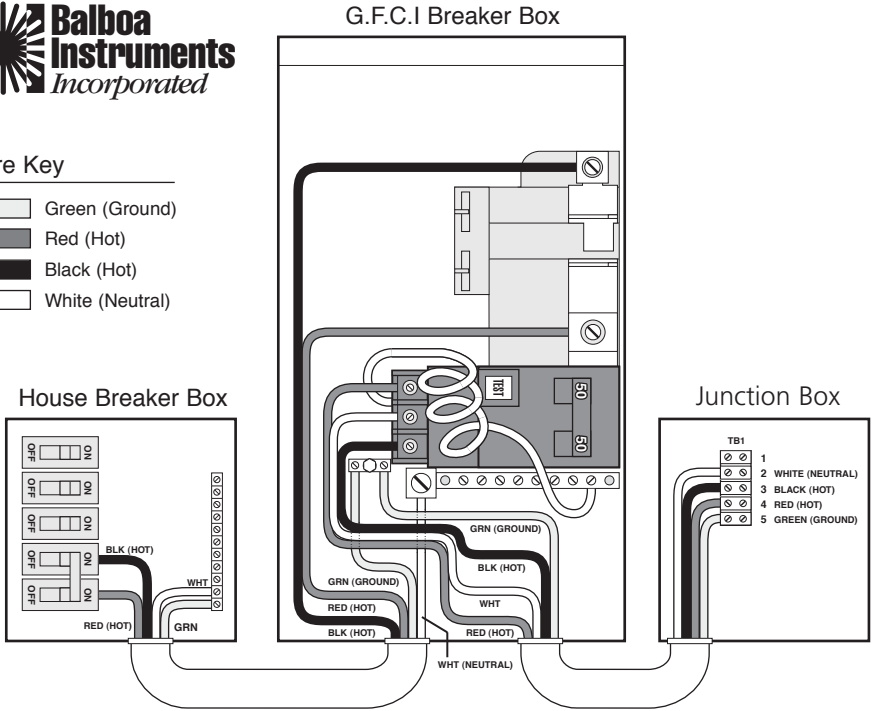 Balboa
Instruments
Incorporated
G.F.C.I Breaker Box
re Key
Green (Ground)
Red (Hot)
Black (Hot)
White (Neutral)
House Breaker Box
OFF ON
OFF ON
OFF ON
OFF ON
OFF ON
BLK (HOT)
WHT
RED (HOT)
GRN
TEST
50
50
GRN (GROUND)
BLK (HOT)
GRN (GROUND)
WHT
RED (HOT)
BLK (HOT)
RED (HOT)
WHT (NEUTRAL)
Junction Box
TB1
1
2 WHITE (NEUTRAL)
3 BLACK (HOT)
4 RED (HOT)
5 GREEN (GROUND)